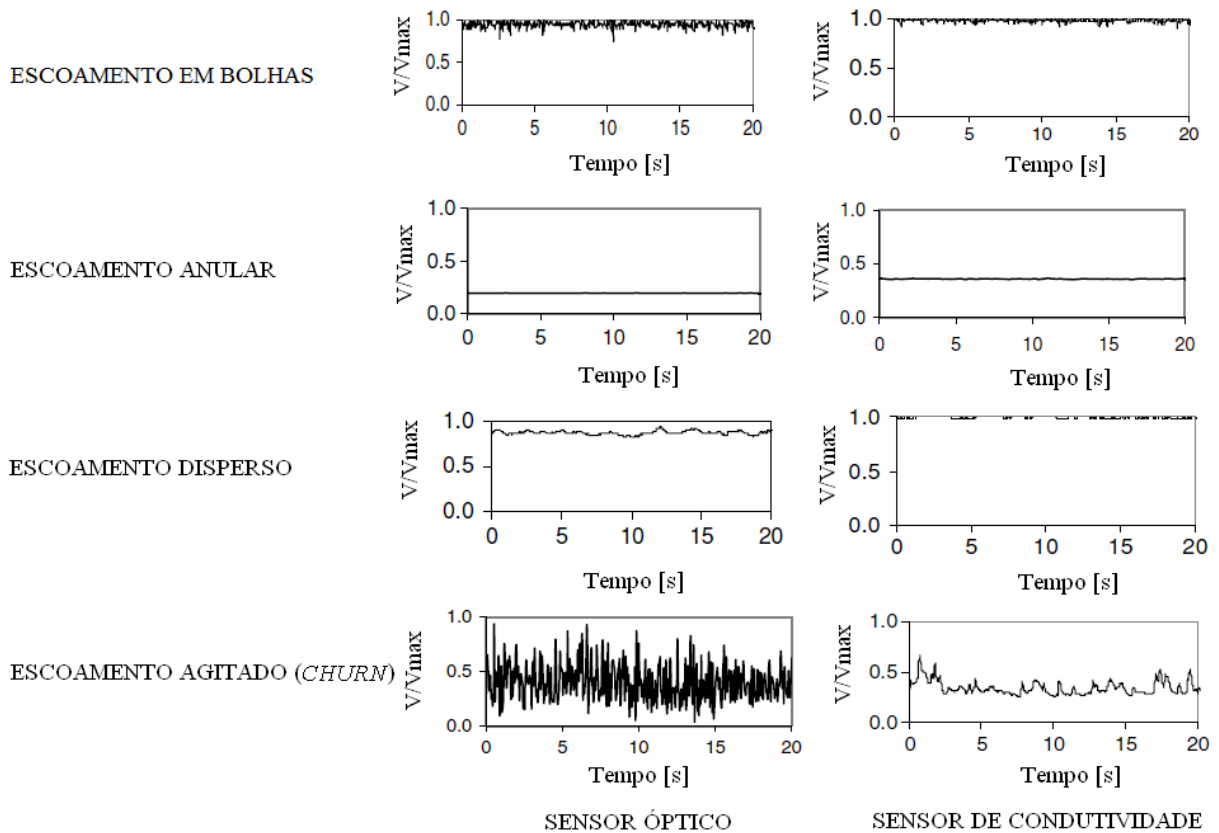 ESCOAMENTO EM BOLHAS
V/Vmax
1.0
0.5
0.0
0 5 10 15 20
Tempo [s]
V/Vmax
1.0
0.5
0.0
0 5 10 15 20
Tempo [s]
ESCOAMENTO ANULAR
V/Vmax
1.0
0.5
0.0
0 5 10 15 20
Tempo [s]
V/Vmax
1.0
0.5
0.0
0 5 10 15 20
Tempo [s]
ESCOAMENTO DISPERSO
V/Vmax
1.0
0.5
0.0
0 5 10 15 20
Tempo [s]
V/Vmax
1.0
0.5
0.0
0 5 10 15 20
Tempo [s]
ESCOAMENTO AGITADO (CHURN)
V/Vmax
1.0
0.5
0.0
0 5 10 15 20
Tempo [s]
V/Vmax
1.0
0.5
0.0
0 5 10 15 20
Tempo [s]
SENSOR ÓPTICO
SENSOR DE CONDUTIVIDADE